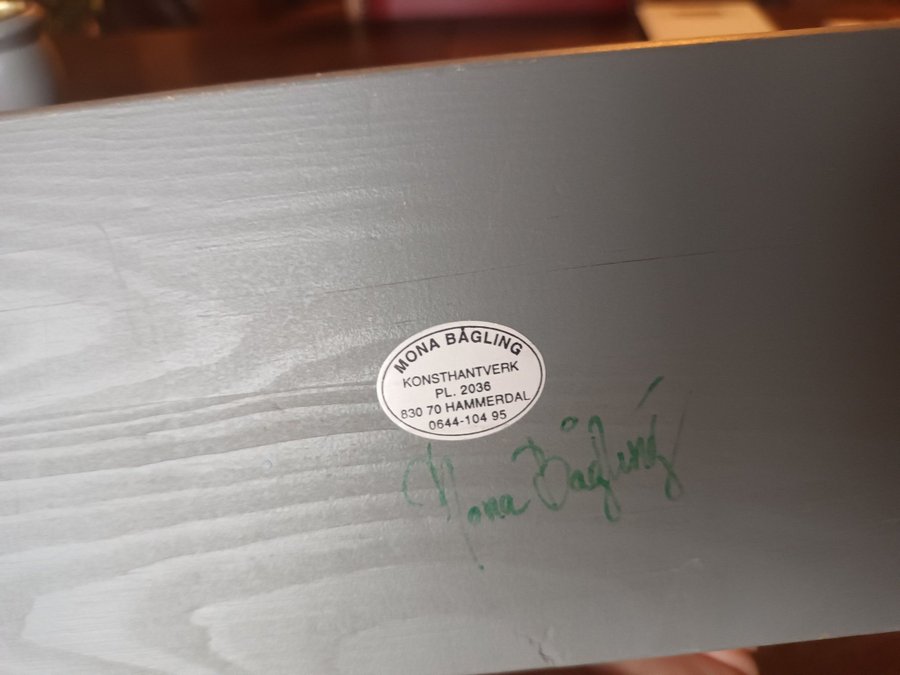 MONA BÅGLING
KONSTHANTVERK
PL. 2036
830 70 HAMMERDAL
0644-104 95
Mona Bågling